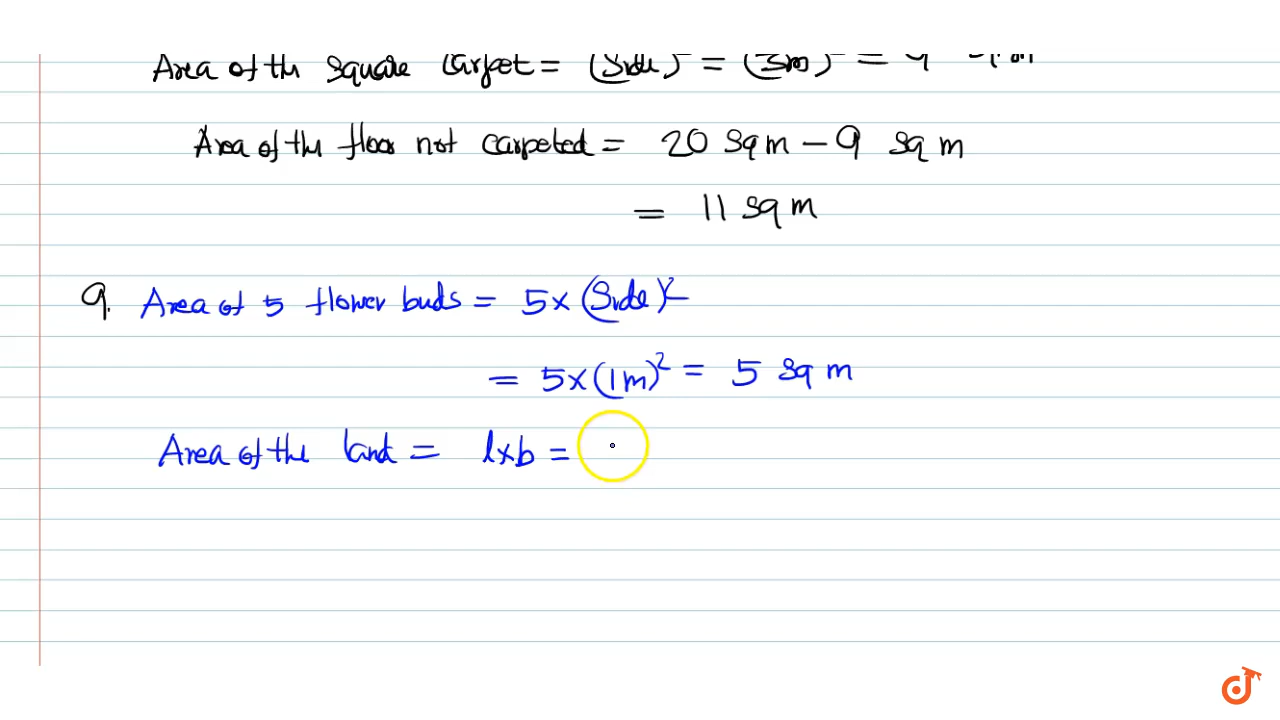 Area of the square carpet = (Side)² = (3m)² = 9 sq m
Area of the floor not carpeted = 20 sq m - 9 sq m
= 11 sq m
9. Area of 5 flower buds = 5 x (Side)²
= 5 x (1m)² = 5 sq m
Area of the land = l x b =